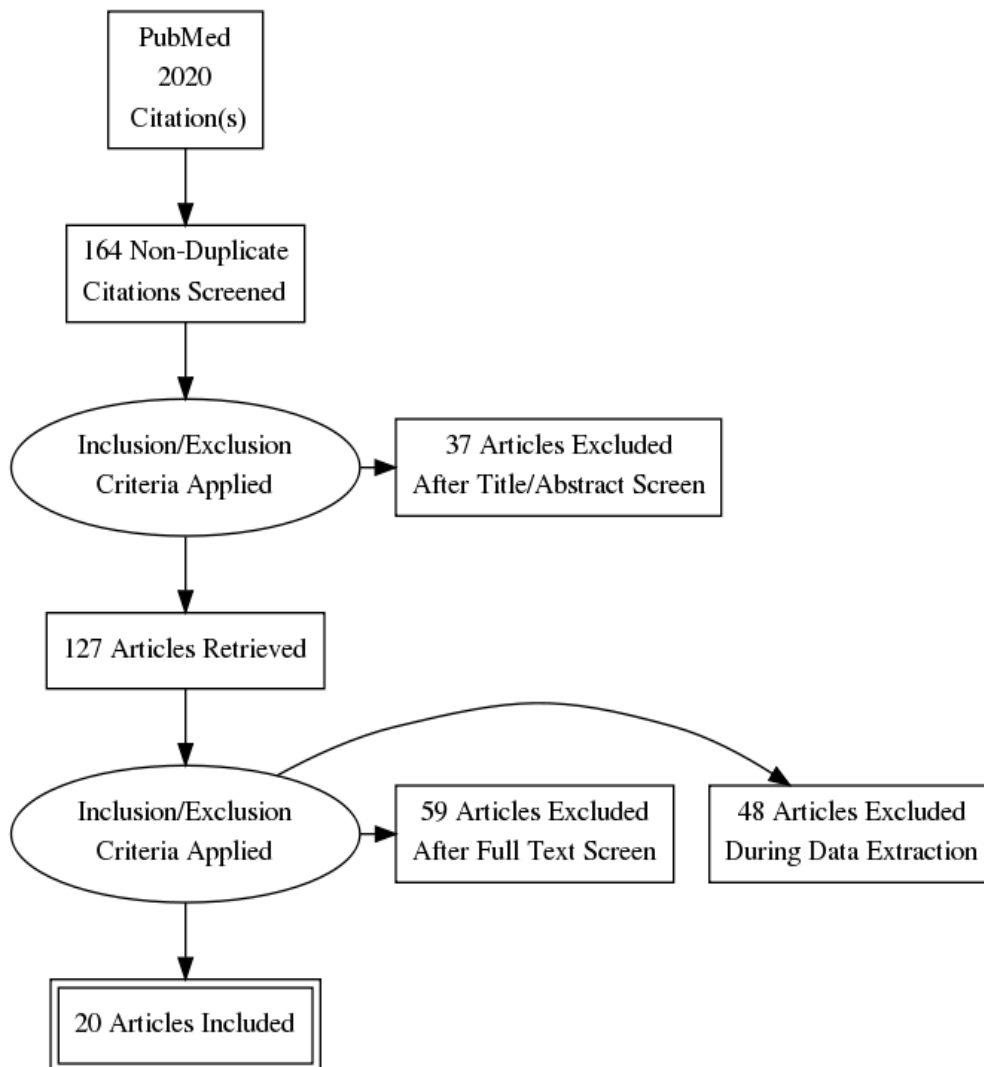 PubMed
2020
Citation(s)
164 Non-Duplicate
Citations Screened
Inclusion/Exclusion
Criteria Applied
37 Articles Excluded
After Title/Abstract Screen
127 Articles Retrieved
Inclusion/Exclusion
Criteria Applied
59 Articles Excluded
After Full Text Screen
48 Articles Excluded
During Data Extraction
20 Articles Included